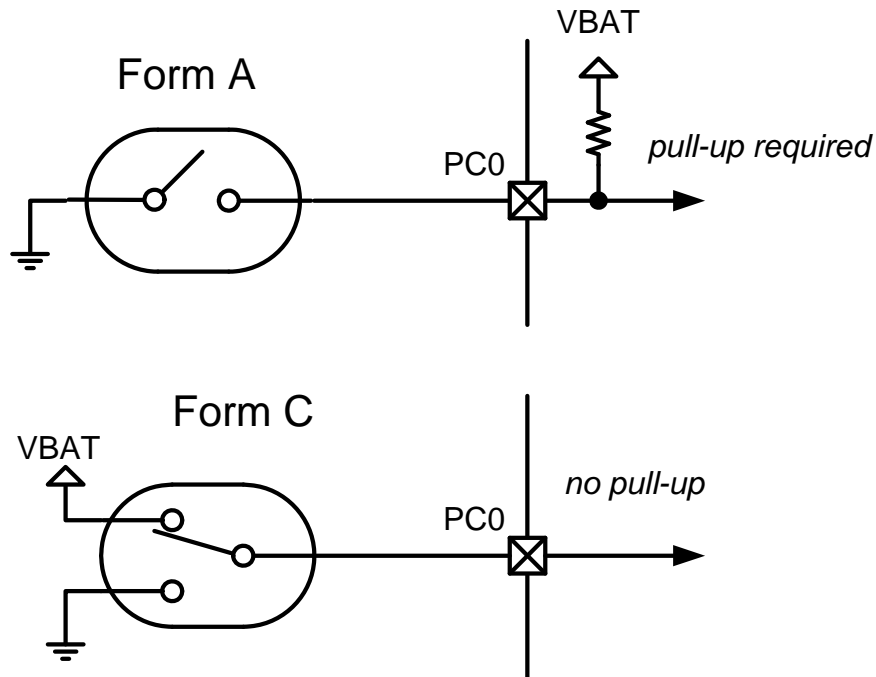 VBAT
Form A
PC0
pull-up required
Form C
VBAT
PC0
no pull-up